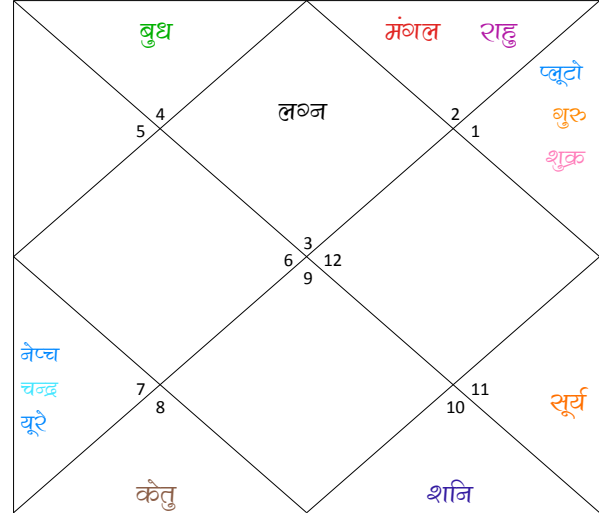 बुध मंगल राहु
प्लूटो
लग्न
4 2
5 1
गुरु
शुक्र
3
6 12
9
नेप्च
चन्द्र
यूरे
7 11
8 10
सूर्य
केतु शनि